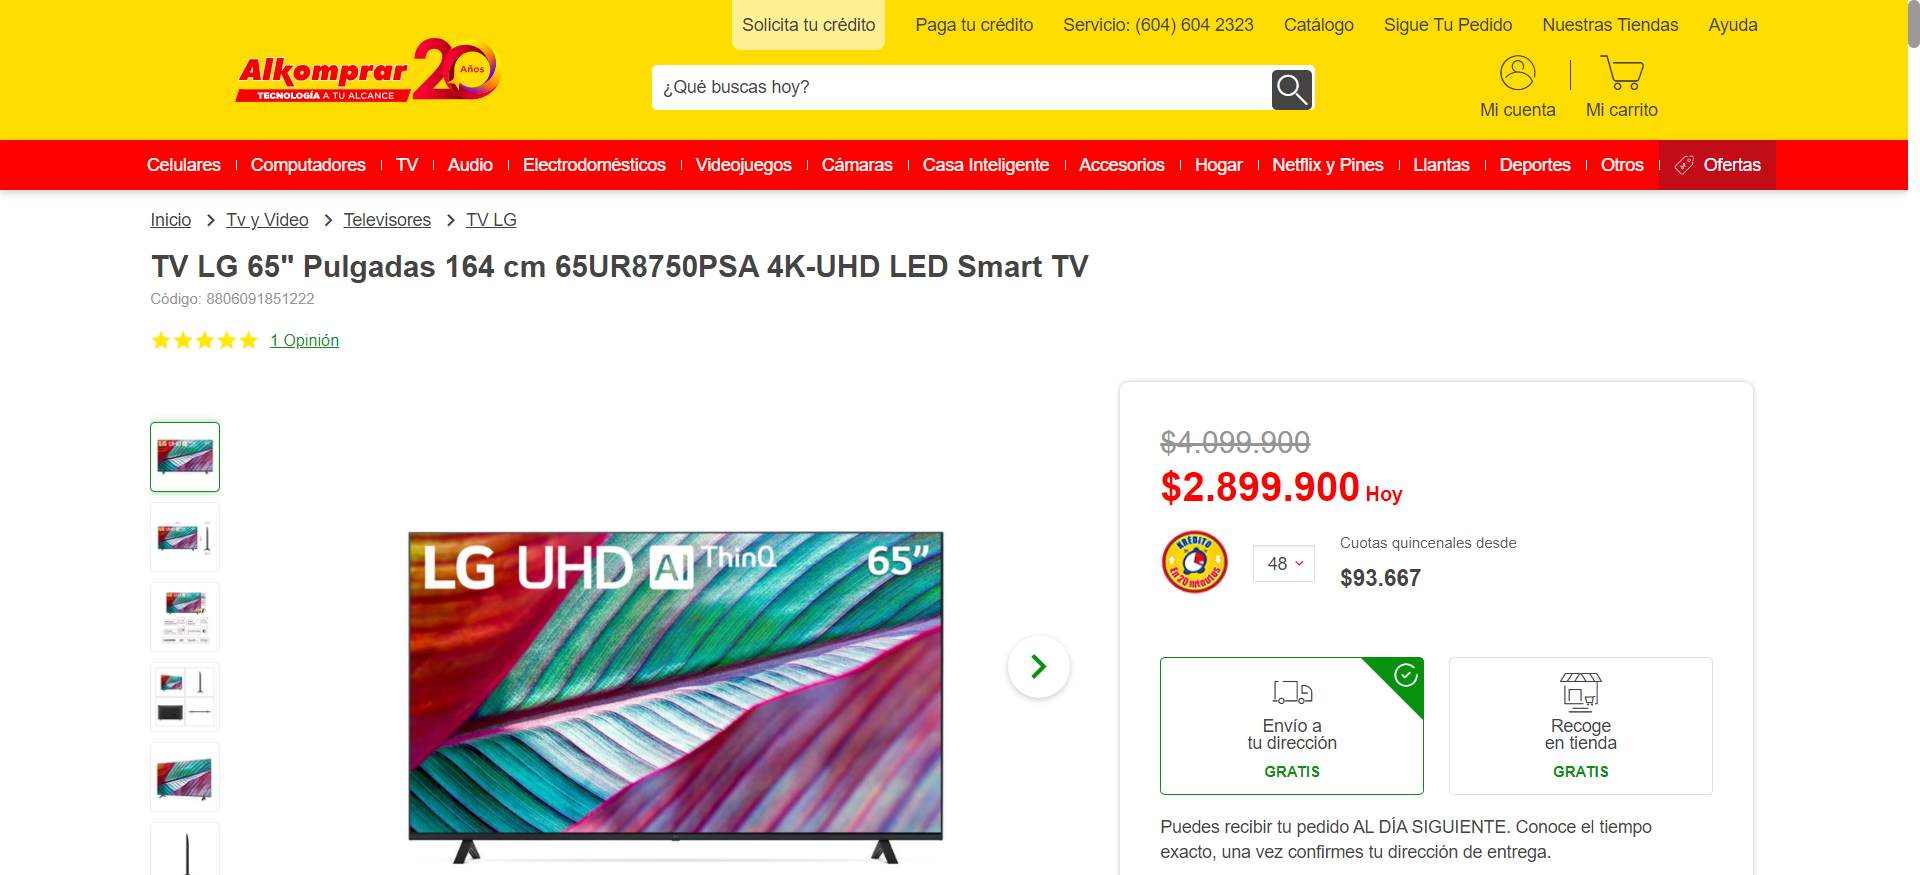 Solicita tu crédito
Paga tu crédito
Servicio: (604) 604 2323
Catálogo
Sigue Tu Pedido
Nuestras Tiendas
Ayuda
Alkomprar 20 Años
TECNOLOGÍA A TU ALCANCE
¿Qué buscas hoy?
Mi cuenta
Mi carrito
Celulares
Computadores
TV
Audio
Electrodomésticos
Videojuegos
Cámaras
Casa Inteligente
Accesorios
Hogar
Netflix y Pines
Llantas
Deportes
Otros
Ofertas
Inicio > Tv y Video > Televisores > TV LG
TV LG 65" Pulgadas 164 cm 65UR8750PSA 4K-UHD LED Smart TV
Código: 8806091851222
1 Opinión
LG UHD AI ThinQ
65”
$4.099.900
$2.899.900 Hoy
KREDITO
En 20 minutos
48
Cuotas quincenales desde
$93.667
Envío a
tu dirección
GRATIS
Recoge
en tienda
GRATIS
Puedes recibir tu pedido AL DÍA SIGUIENTE. Conoce el tiempo
exacto, una vez confirmes tu dirección de entrega.